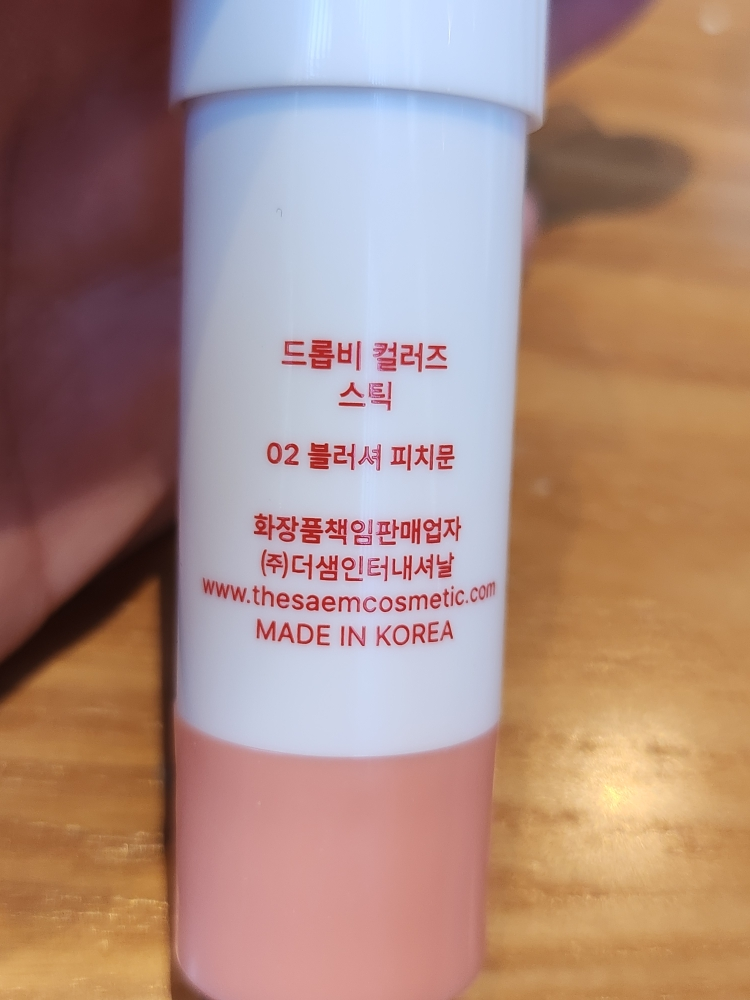 드롭비 컬러즈
스틱
02 블러셔 피치문
화장품책임판매업자
㈜더샘인터내셔날
www.thesaemcosmetic.com
MADE IN KOREA